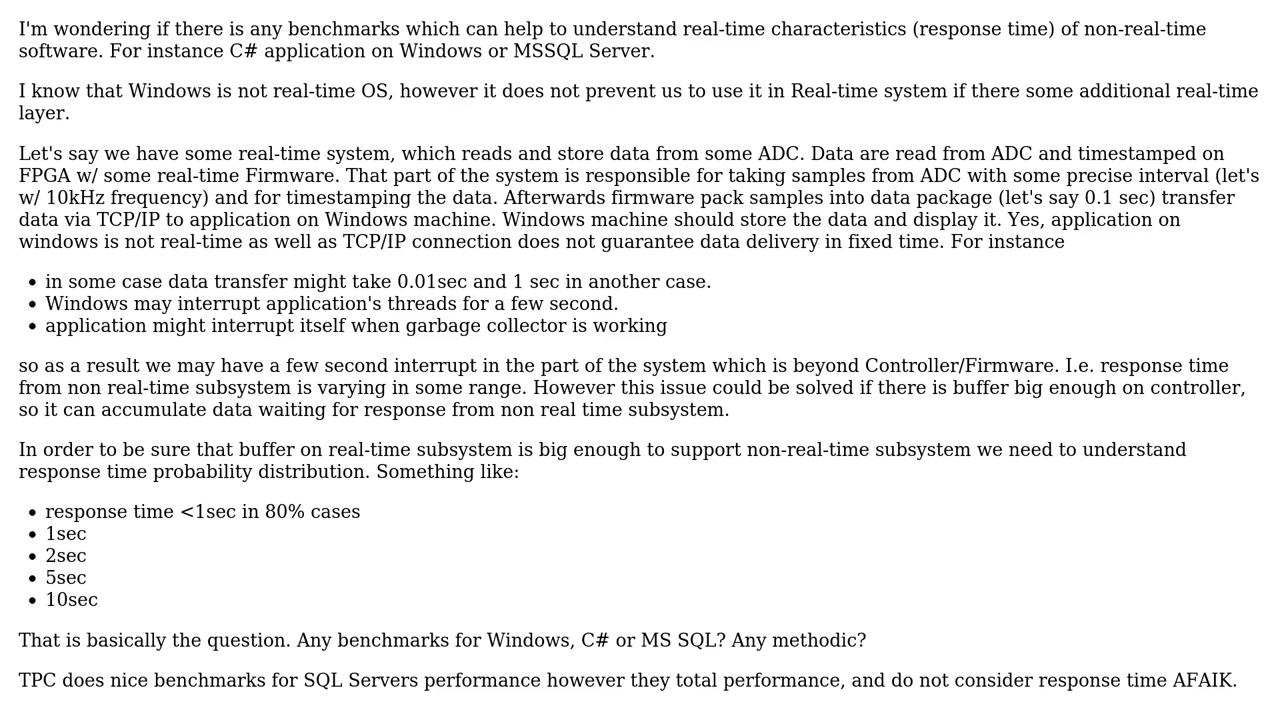 I'm wondering if there is any benchmarks which can help to understand real-time characteristics (response time) of non-real-time
software. For instance C# application on Windows or MSSQL Server.
I know that Windows is not real-time OS, however it does not prevent us to use it in Real-time system if there some additional real-time
layer.
Let's say we have some real-time system, which reads and store data from some ADC. Data are read from ADC and timestamped on
FPGA w/ some real-time Firmware. That part of the system is responsible for taking samples from ADC with some precise interval (let's
w/ 10kHz frequency) and for timestamping the data. Afterwards firmware pack samples into data package (let's say 0.1 sec) transfer
data via TCP/IP to application on Windows machine. Windows machine should store the data and display it. Yes, application on
windows is not real-time as well as TCP/IP connection does not guarantee data delivery in fixed time. For instance
• in some case data transfer might take 0.01sec and 1 sec in another case.
• Windows may interrupt application's threads for a few second.
• application might interrupt itself when garbage collector is working
so as a result we may have a few second interrupt in the part of the system which is beyond Controller/Firmware. I.e. response time
from non real-time subsystem is varying in some range. However this issue could be solved if there is buffer big enough on controller,
so it can accumulate data waiting for response from non real time subsystem.
In order to be sure that buffer on real-time subsystem is big enough to support non-real-time subsystem we need to understand
response time probability distribution. Something like:
• response time <1sec in 80% cases
• 1sec
• 2sec
• 5sec
• 10sec
That is basically the question. Any benchmarks for Windows, C# or MS SQL? Any methodic?
TPC does nice benchmarks for SQL Servers performance however they total performance, and do not consider response time AFAIK.